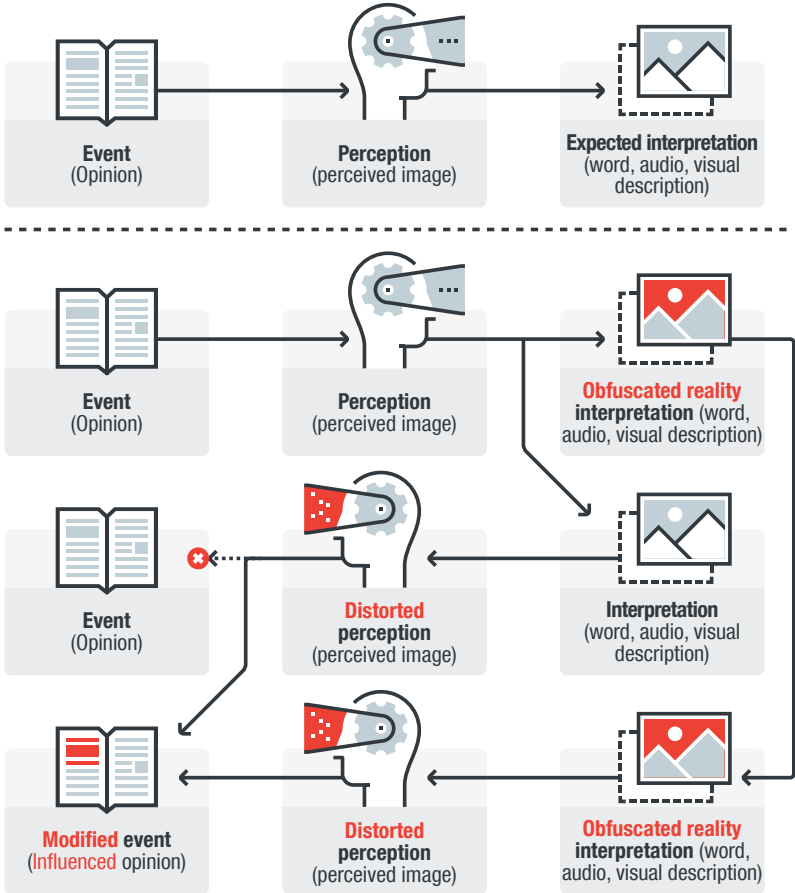 Event
(Opinion)
Perception
(perceived image)
Expected interpretation
(word, audio, visual
description)
Event
(Opinion)
Perception
(perceived image)
Obfuscated reality
interpretation (word,
audio, visual description)
Event
(Opinion)
Distorted
perception
(perceived image)
Interpretation
(word, audio, visual
description)
Modified event
(Influenced opinion)
Distorted
perception
(perceived image)
Obfuscated reality
interpretation (word,
audio, visual description)